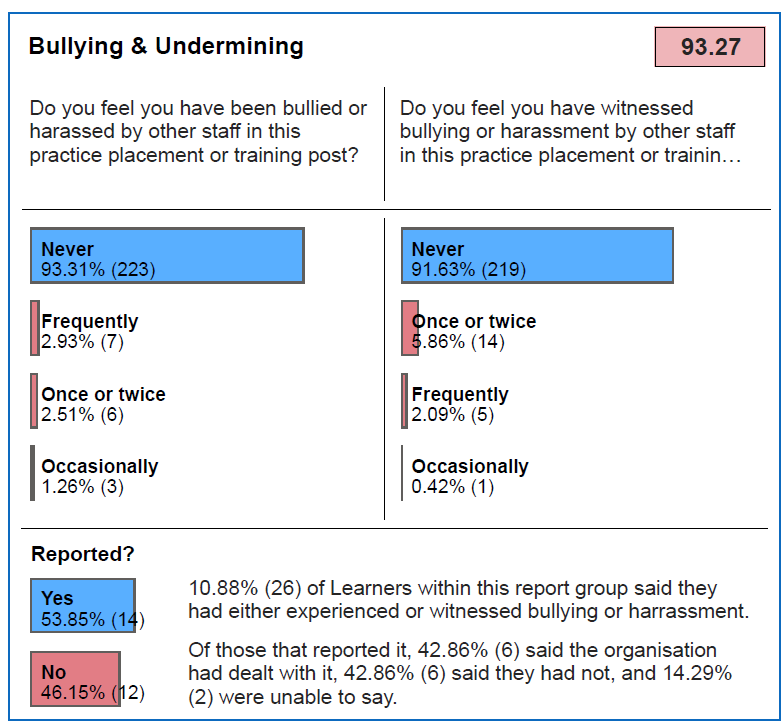 Bullying & Undermining
93.27
Do you feel you have been bullied or
harassed by other staff in this
practice placement or training post?
Do you feel you have witnessed
bullying or harassment by other staff
in this practice placement or trainin…
Never
93.31% (223)
Frequently
2.93% (7)
Once or twice
2.51% (6)
Occasionally
1.26% (3)
Never
91.63% (219)
Once or twice
5.86% (14)
Frequently
2.09% (5)
Occasionally
0.42% (1)
Reported?
Yes
53.85% (14)
No
46.15% (12)
10.88% (26) of Learners within this report group said they
had either experienced or witnessed bullying or harrassment.
Of those that reported it, 42.86% (6) said the organisation
had dealt with it, 42.86% (6) said they had not, and 14.29%
(2) were unable to say.